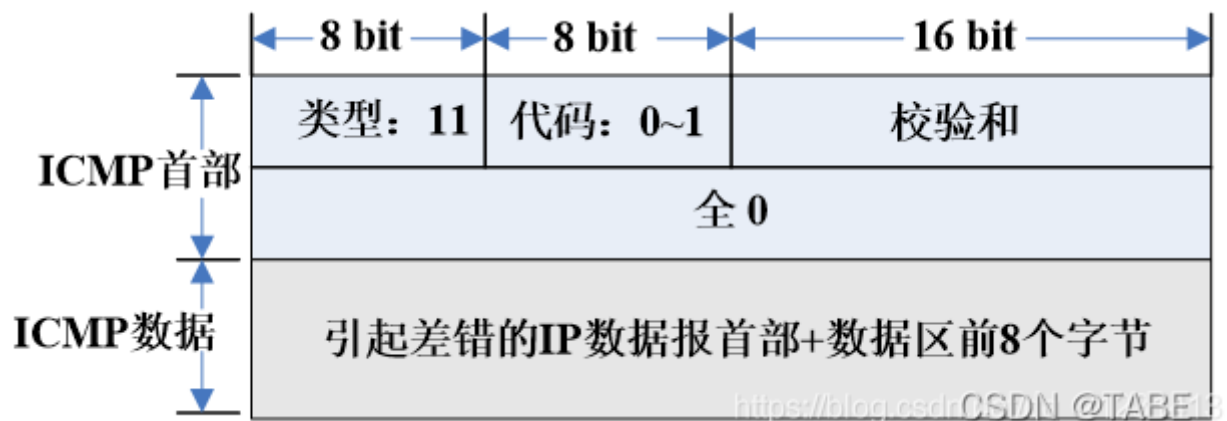 8 bit 8 bit 16 bit
类型：11 代码：0~1 校验和
ICMP首部
全 0
ICMP数据
引起差错的IP数据报首部+数据区前8个字节
CSDN @TABE